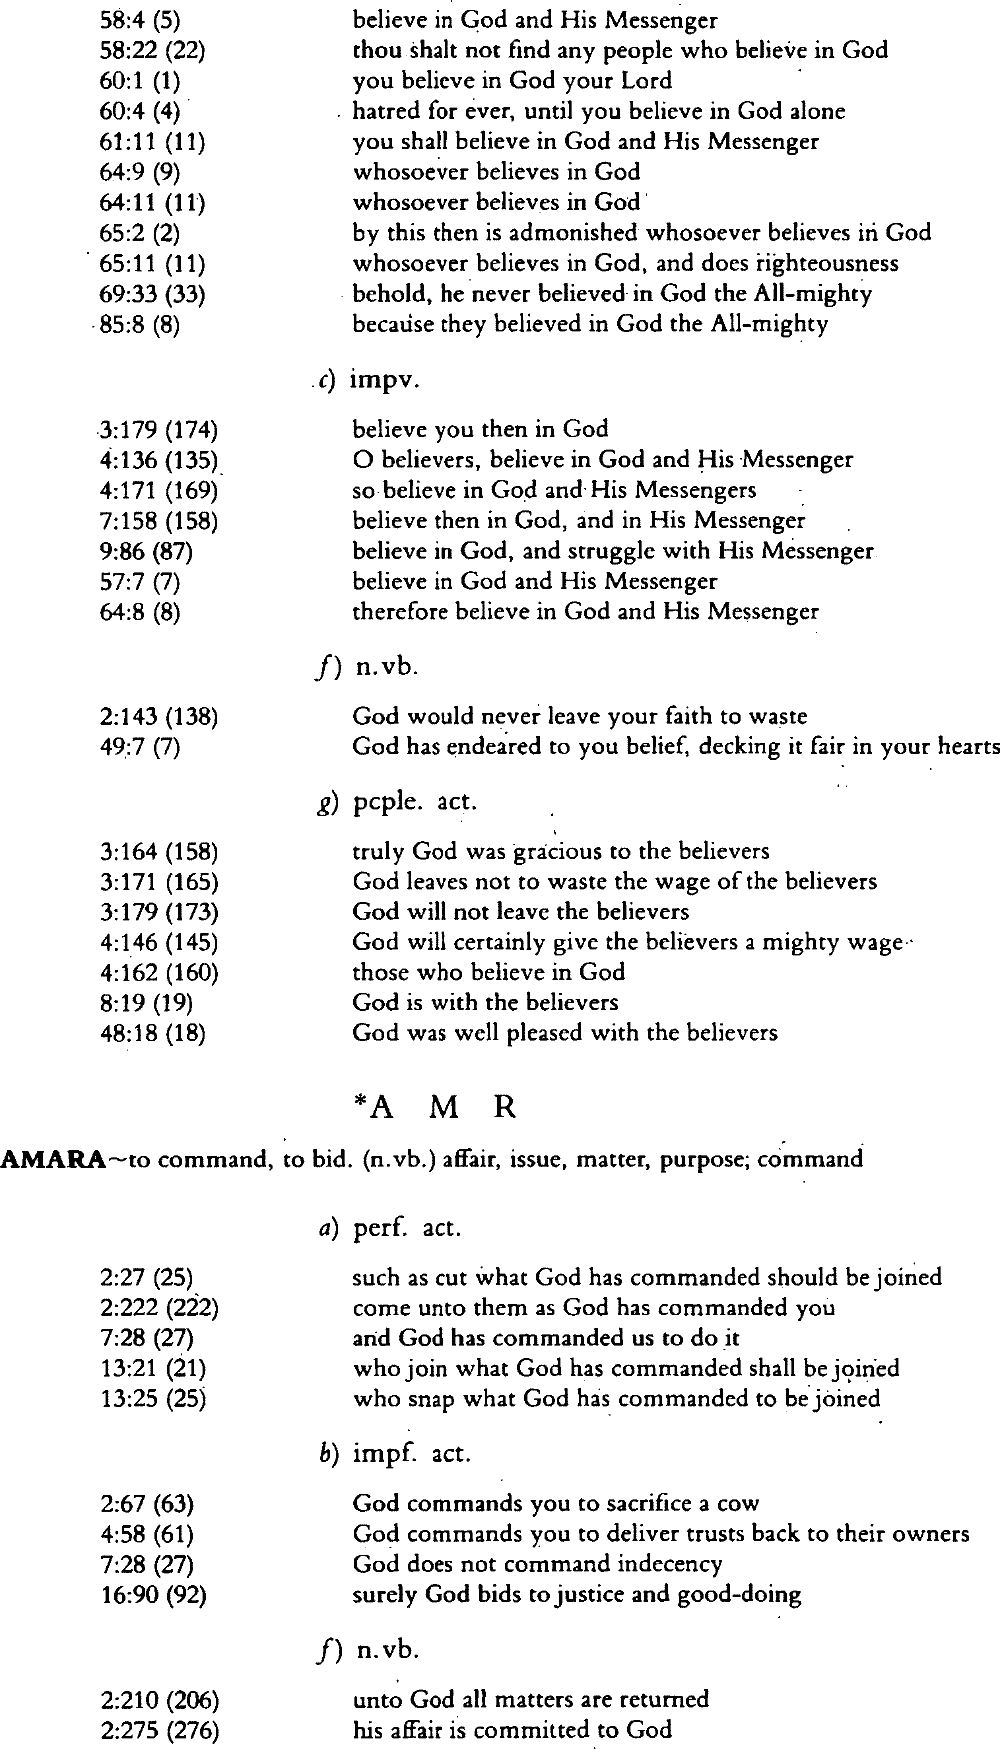 58:4 (5) believe in God and His Messenger
58:22 (22) thou shalt not find any people who believe in God
60:1 (1) you believe in God your Lord
60:4 (4) hatred for ever, until you believe in God alone
61:11 (11) you shall believe in God and His Messenger
64:9 (9) whosoever believes in God
64:11 (11) whosoever believes in God
65:2 (2) by this then is admonished whosoever believes in God
65:11 (11) whosoever believes in God, and does righteousness
69:33 (33) behold, he never believed in God the All-mighty
85:8 (8) because they believed in God the All-mighty
c) impv.
3:179 (174) believe you then in God
4:136 (135) O believers, believe in God and His Messenger
4:171 (169) so believe in God and His Messengers
7:158 (158) believe then in God, and in His Messenger
9:86 (87) believe in God, and struggle with His Messenger
57:7 (7) believe in God and His Messenger
64:8 (8) therefore believe in God and His Messenger
f) n.vb.
2:143 (138) God would never leave your faith to waste
49:7 (7) God has endeared to you belief, decking it fair in your hearts
g) pcple. act.
3:164 (158) truly God was gracious to the believers
3:171 (165) God leaves not to waste the wage of the believers
3:179 (173) God will not leave the believers
4:146 (145) God will certainly give the believers a mighty wage
4:162 (160) those who believe in God
8:19 (19) God is with the believers
48:18 (18) God was well pleased with the believers
*A M R
AMARA~to command, to bid. (n.vb.) affair, issue, matter, purpose; command
a) perf. act.
2:27 (25) such as cut what God has commanded should be joined
2:222 (222) come unto them as God has commanded you
7:28 (27) and God has commanded us to do it
13:21 (21) who join what God has commanded shall be joined
13:25 (25) who snap what God has commanded to be joined
b) impf. act.
2:67 (63) God commands you to sacrifice a cow
4:58 (61) God commands you to deliver trusts back to their owners
7:28 (27) God does not command indecency
16:90 (92) surely God bids to justice and good-doing
f) n.vb.
2:210 (206) unto God all matters are returned
2:275 (276) his affair is committed to God